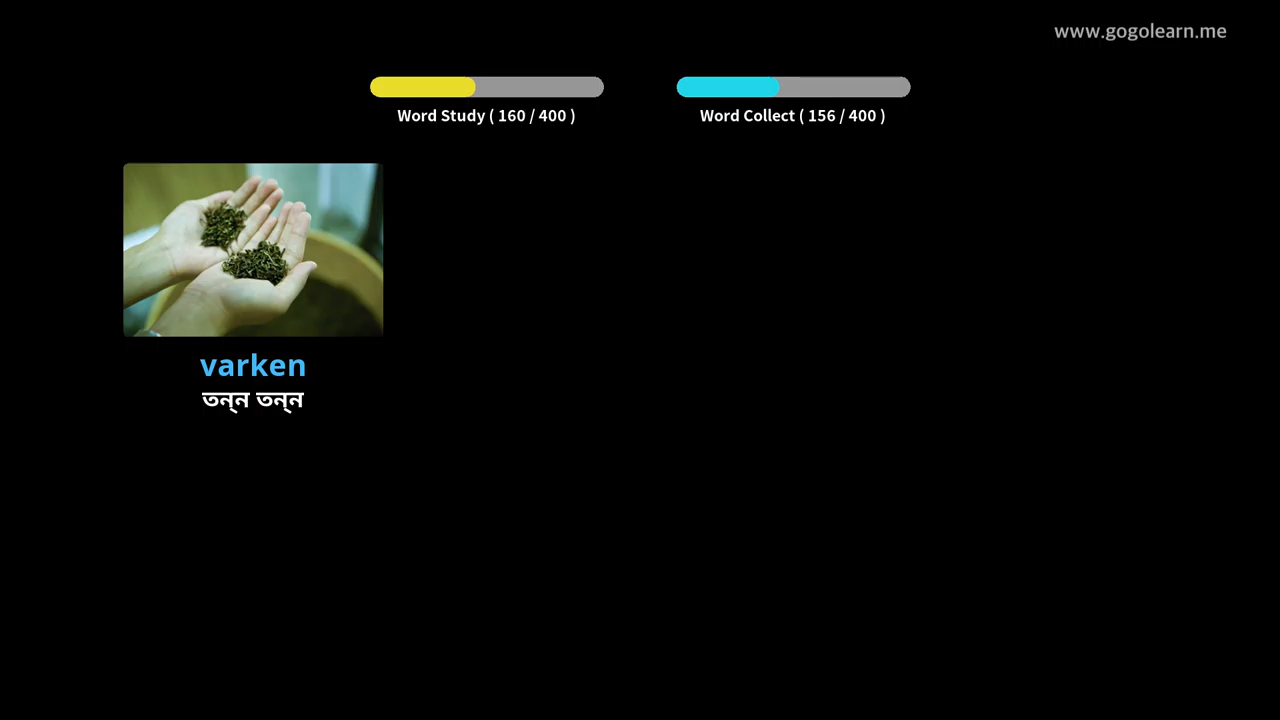 www.gogolearn.me
Word Study ( 160 / 400 )
Word Collect ( 156 / 400 )
varken
তন্ন তন্ন